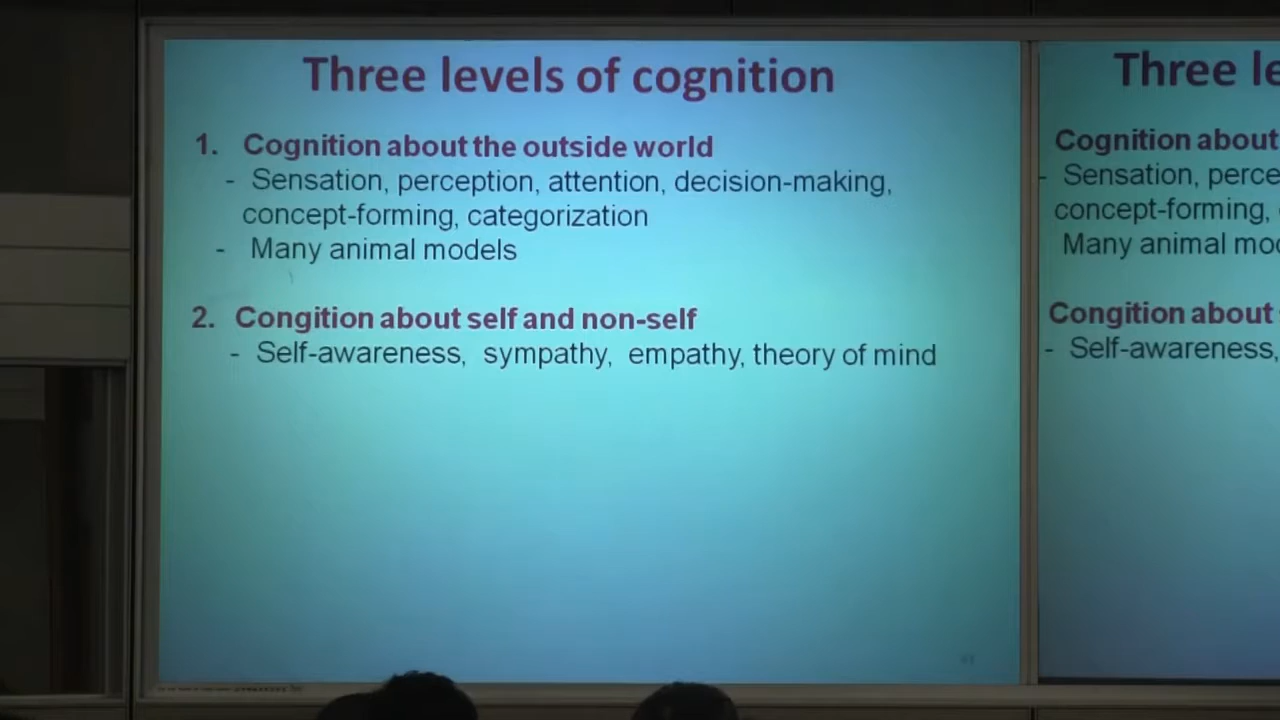 Three levels of cognition
1. Cognition about the outside world
- Sensation, perception, attention, decision-making,
concept-forming, categorization
- Many animal models
2. Congition about self and non-self
- Self-awareness, sympathy, empathy, theory of mind
Three le
Cognition about
- Sensation, perce
concept-forming,
Many animal mod
Congition about
- Self-awareness,